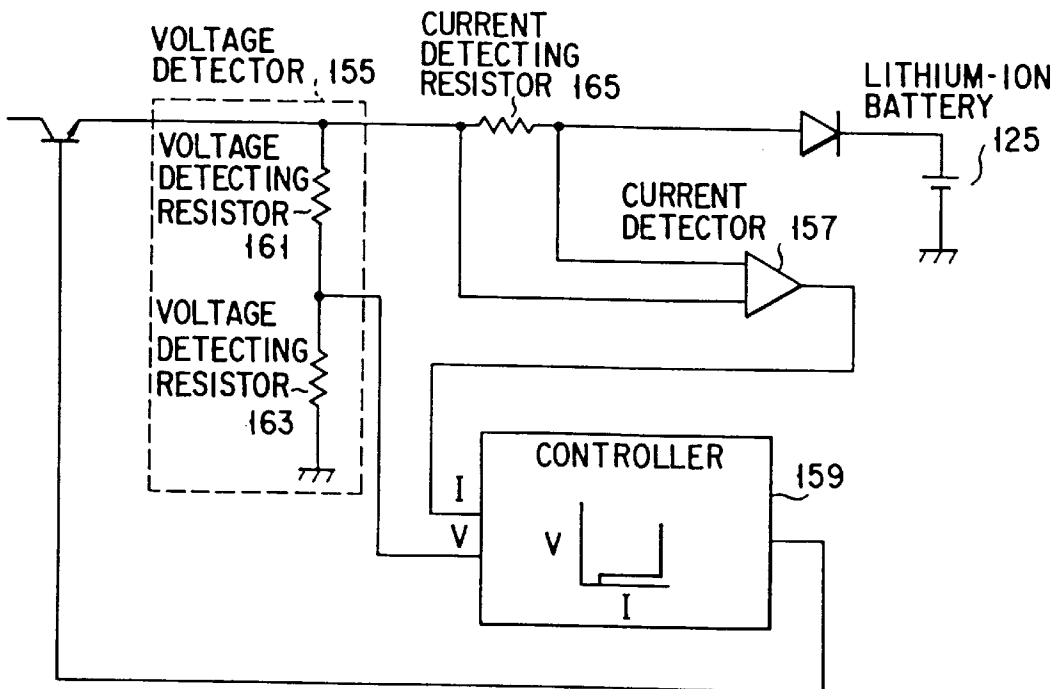 VOLTAGE
DETECTOR 155
CURRENT
DETECTING
RESISTOR 165
LITHIUM-ION
BATTERY
125
VOLTAGE
DETECTING
RESISTOR
161
CURRENT
DETECTOR 157
VOLTAGE
DETECTING
RESISTOR
163
CONTROLLER
159
I
V
V
I